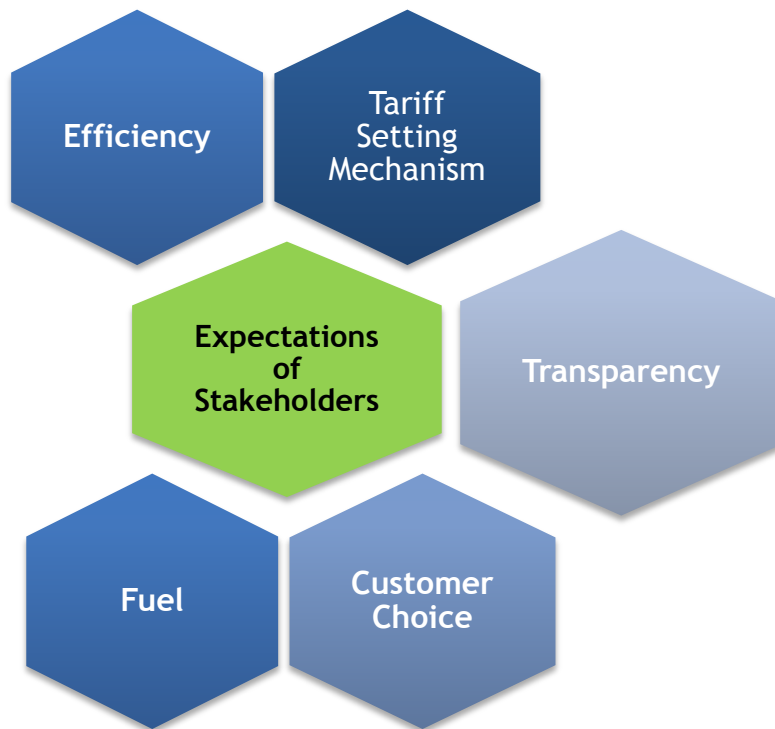 Efficiency
Tariff
Setting
Mechanism
Expectations
of
Stakeholders
Transparency
Fuel
Customer
Choice